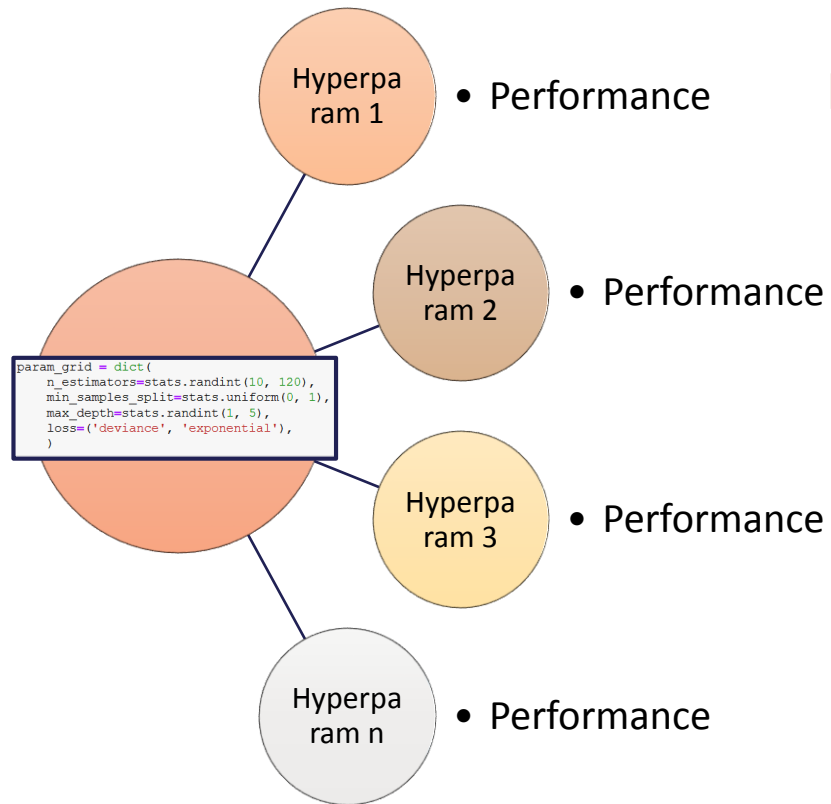 Hyperpa
ram 1
• Performance
Hyperpa
ram 2
• Performance
param_grid = dict(
    n_estimators=stats.randint(10, 120),
    min_samples_split=stats.uniform(0, 1),
    max_depth=stats.randint(1, 5),
    loss=('deviance', 'exponential'),
    )
Hyperpa
ram 3
• Performance
Hyperpa
ram n
• Performance